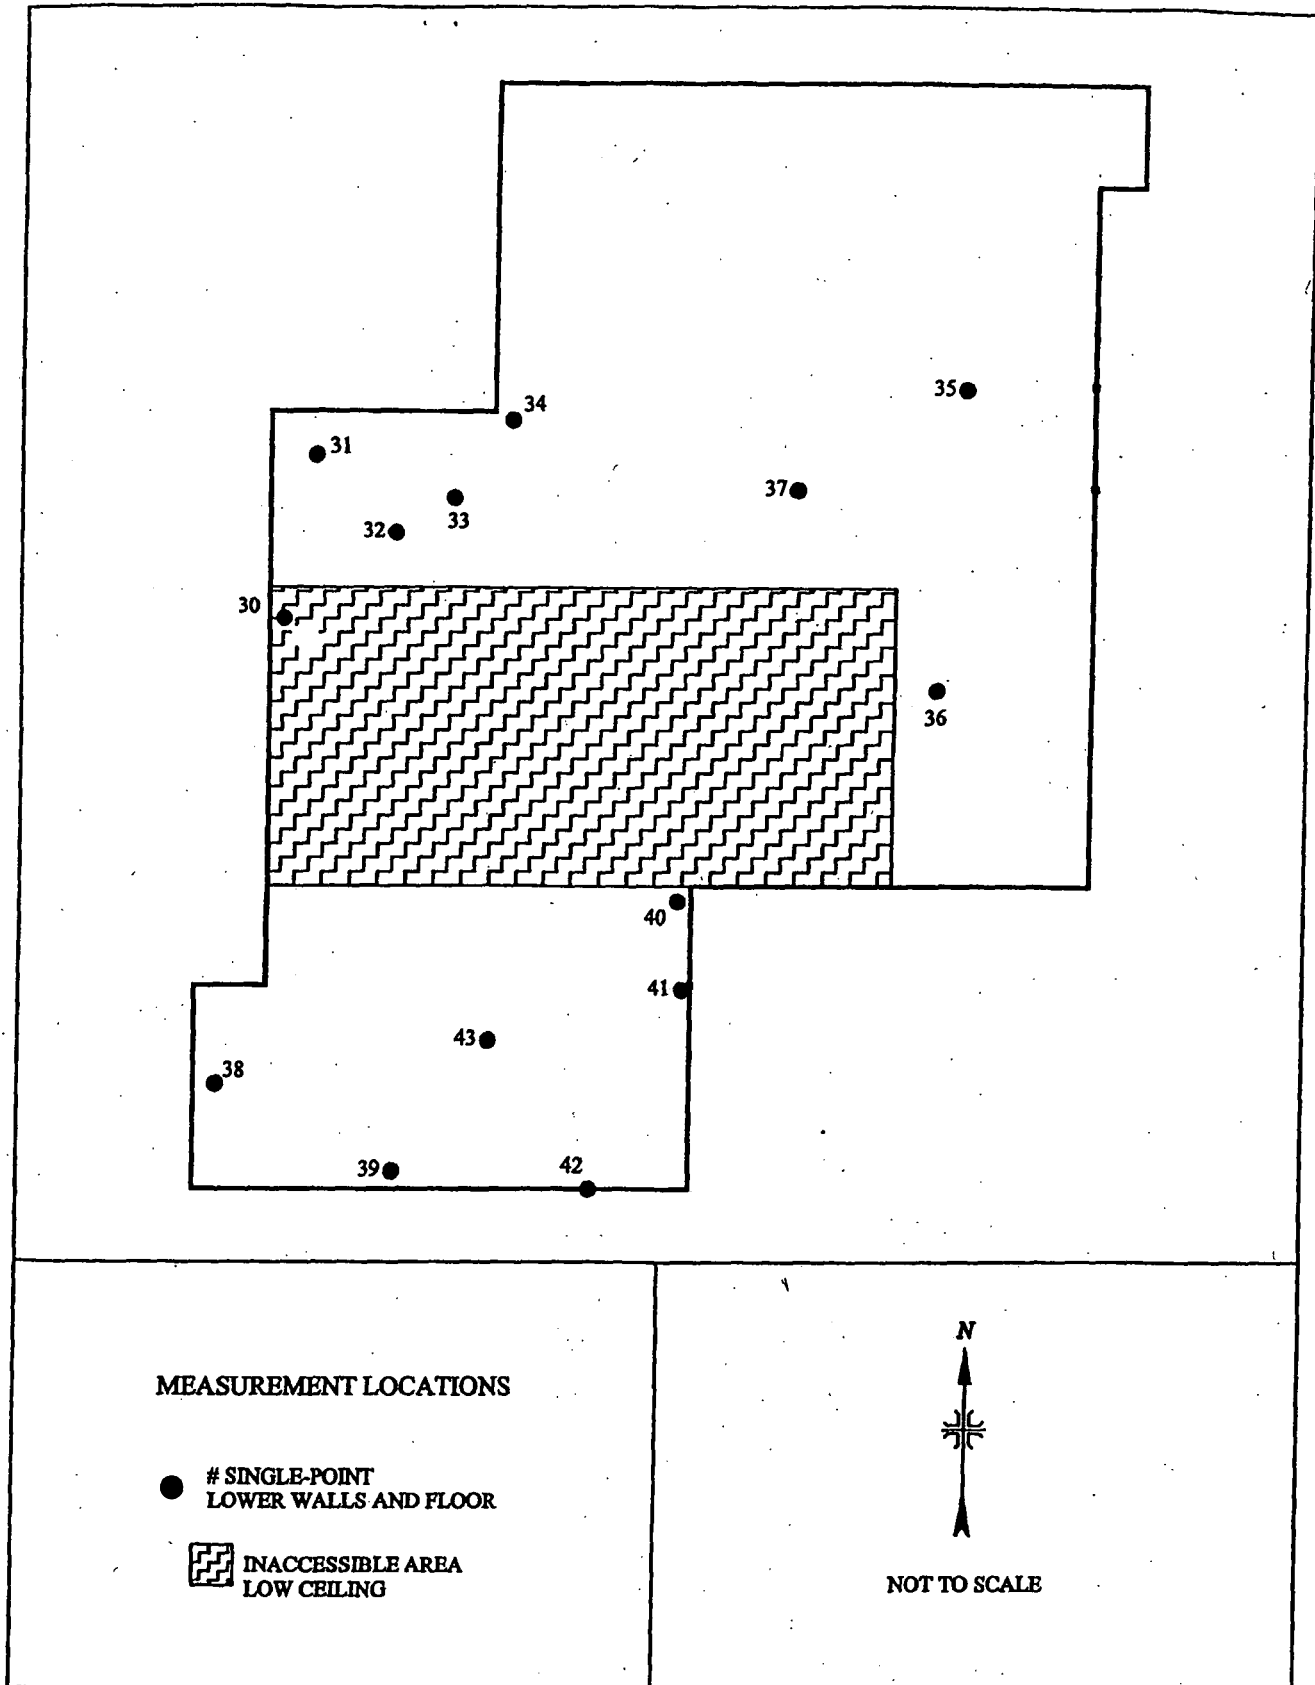 34
35
31
37
33
32
30
36
40
41
43
38
39
42
MEASUREMENT LOCATIONS
# SINGLE-POINT
LOWER WALLS AND FLOOR
INACCESSIBLE AREA
LOW CEILING
N
NOT TO SCALE